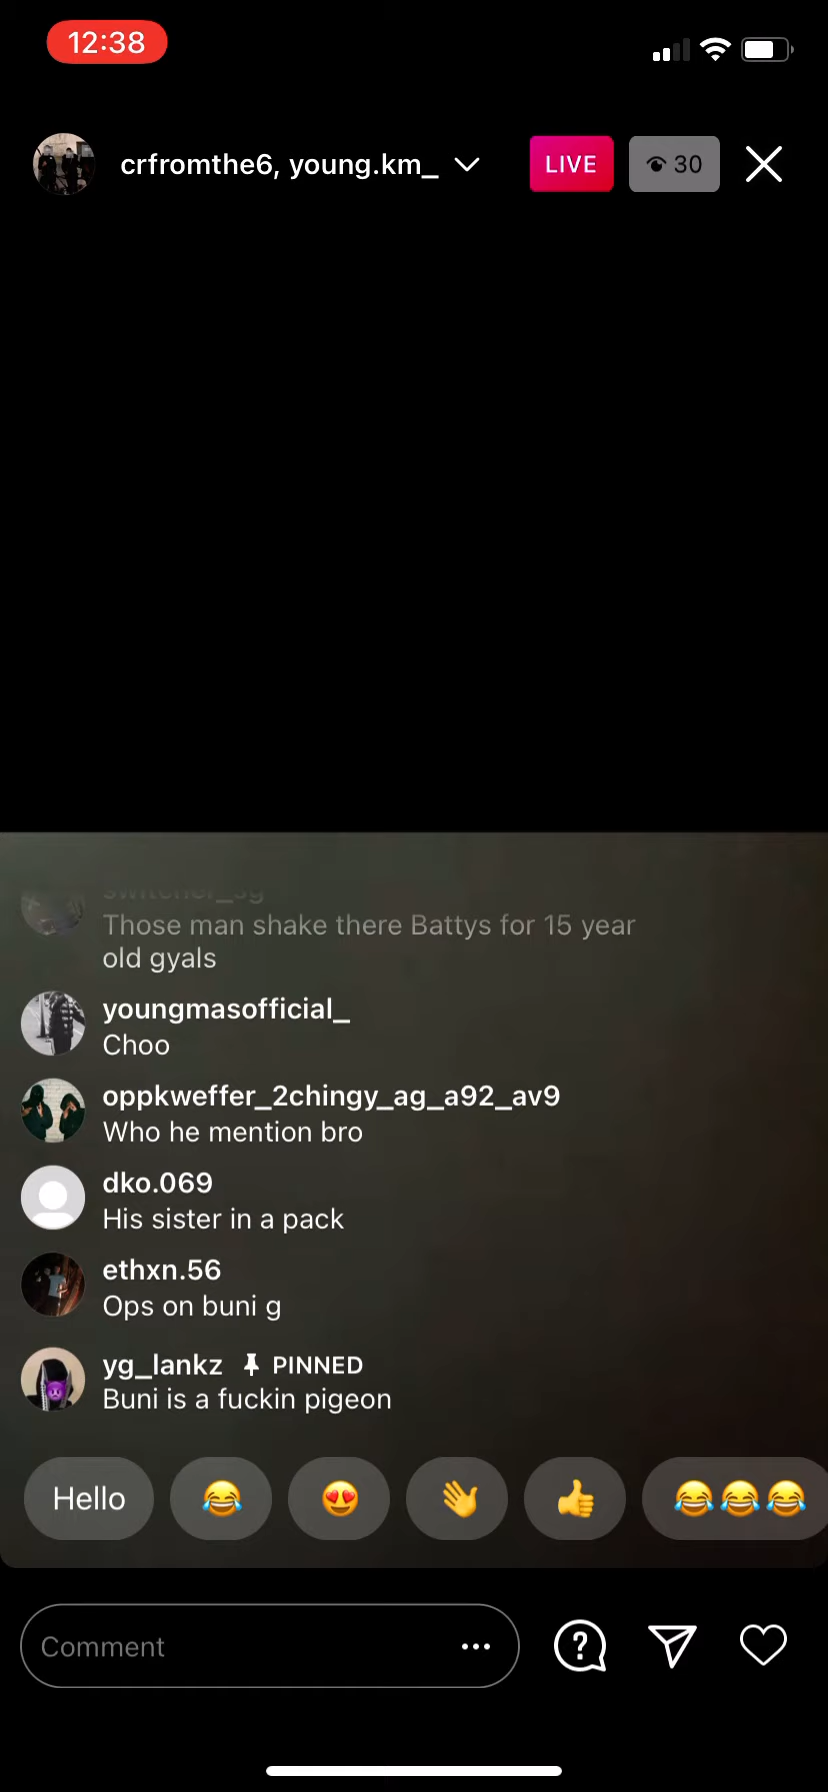 12:38
crfromthe6, young.km_
LIVE
30
switcher_sg
Those man shake there Battys for 15 year
old gyals
youngmasofficial_
Choo
oppkweffer_2chingy_ag_a92_av9
Who he mention bro
dko.069
His sister in a pack
ethxn.56
Ops on buni g
yg_lankz PINNED
Buni is a fuckin pigeon
Hello 😂 😍 👋 👍 😂😂😂
Comment